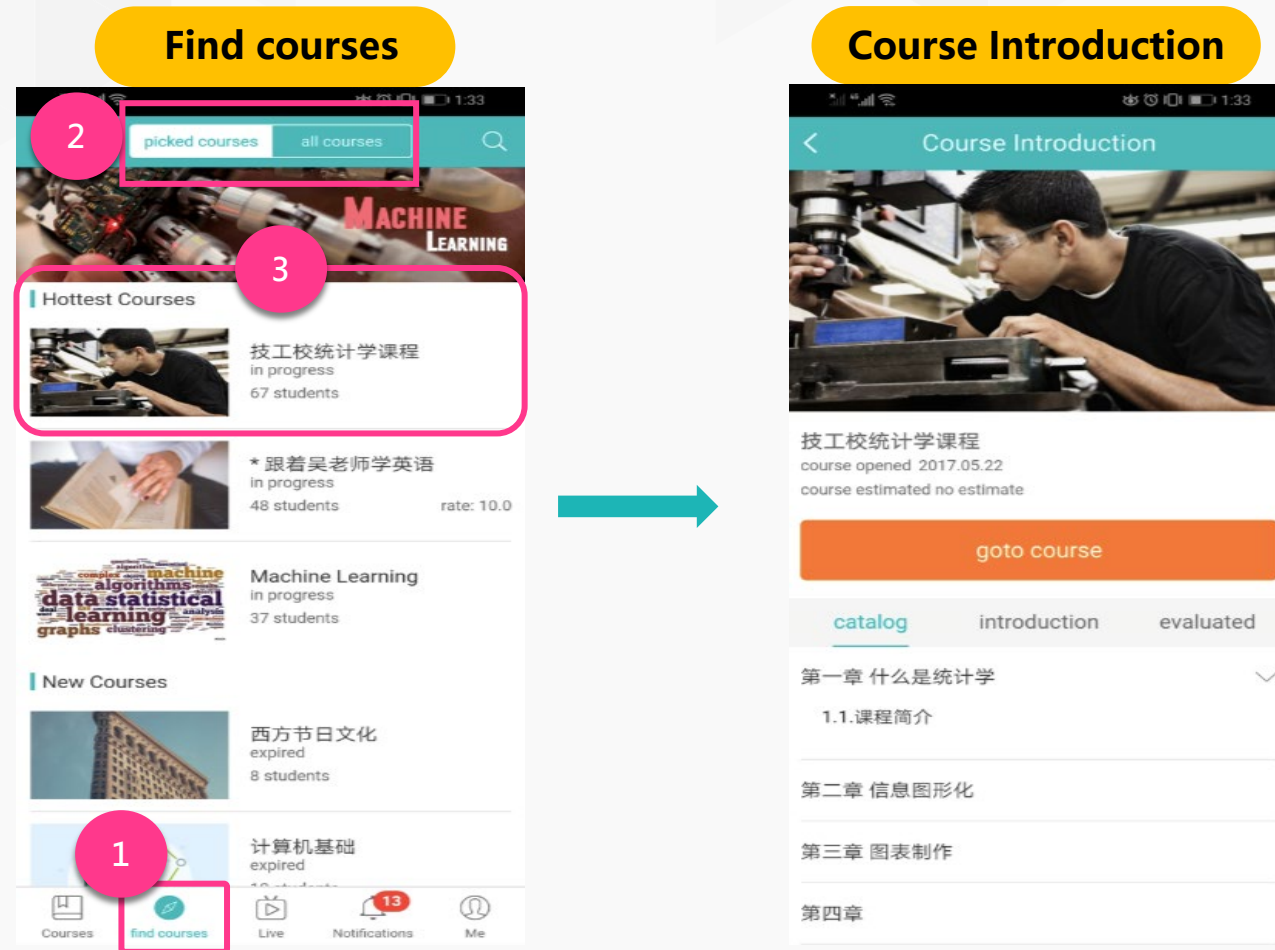 Find courses
1:33
2
picked courses
all courses
MACHINE
LEARNING
3
Hottest Courses
技工校统计学课程
in progress
67 students
* 跟着吴老师学英语
in progress
48 students
rate: 10.0
complex
machine
algorithms
data statistical
learning
analysis
graphs clustering
Machine Learning
in progress
37 students
New Courses
西方节日文化
expired
8 students
1
计算机基础
expired
Courses
find courses
Live
13
Notifications
Me
Course Introduction
1:33
Course Introduction
技工校统计学课程
course opened 2017.05.22
course estimated no estimate
goto course
catalog
introduction
evaluated
第一章 什么是统计学
1.1.课程简介
第二章 信息图形化
第三章 图表制作
第四章